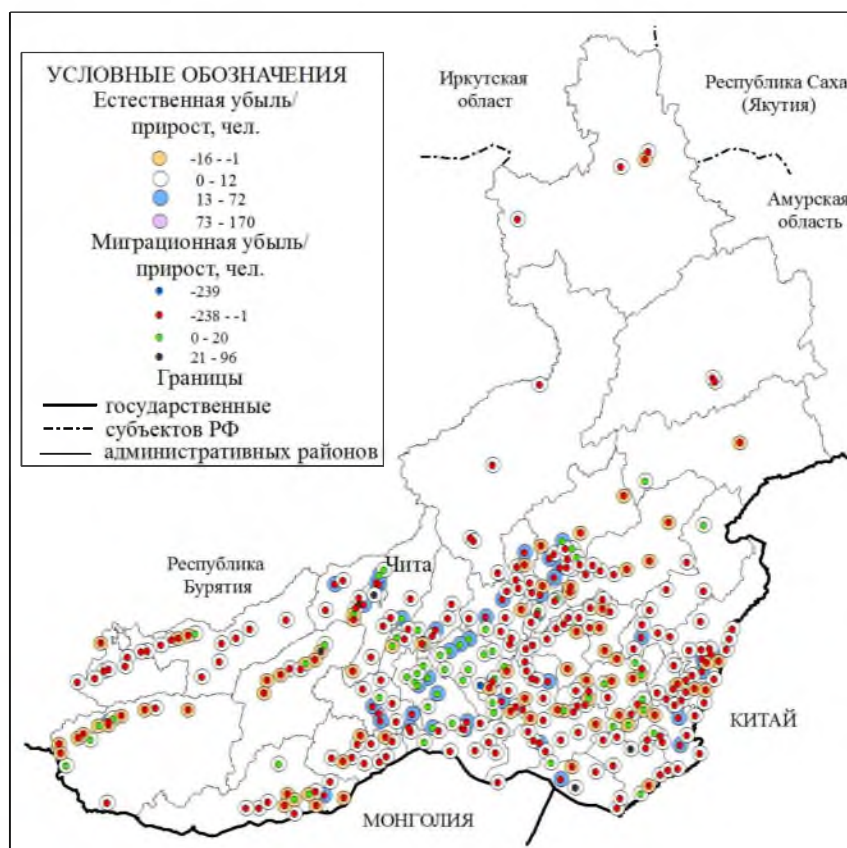 УСЛОВНЫЕ ОБОЗНАЧЕНИЯ
Естественная убыль/
прирост, чел.
-16 - -1
0 - 12
13 - 72
73 - 170
Миграционная убыль/
прирост, чел.
-239
-238 - -1
0 - 20
21 - 96
Границы
государственные
субъектов РФ
административных районов
Иркутская
област
Республика Саха
(Якутия)
Амурская
область
Республика
Бурятия
Чита
КИТАЙ
МОНГОЛИЯ